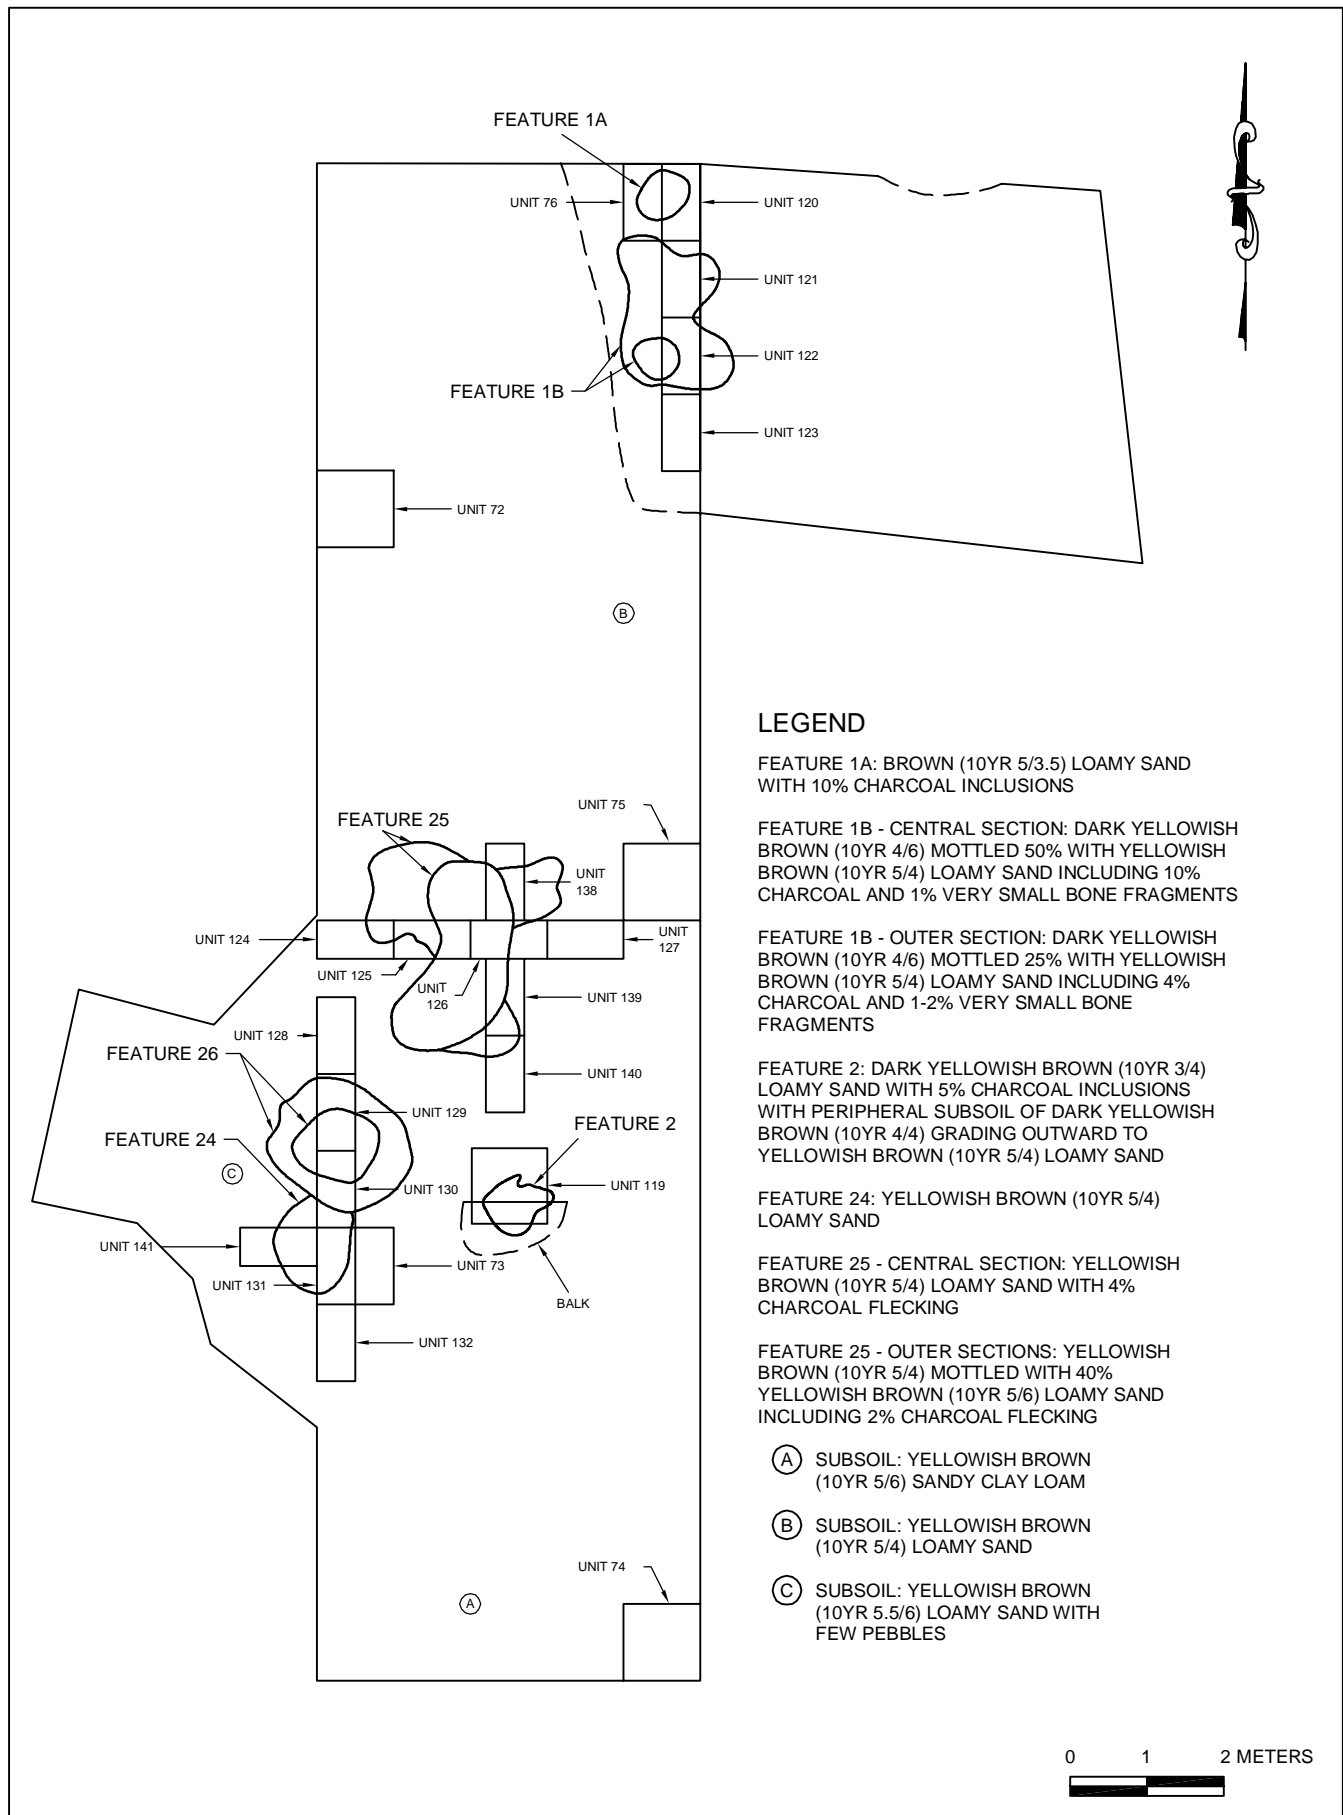 FEATURE 1A
UNIT 76
UNIT 120
UNIT 121
UNIT 122
FEATURE 1B
UNIT 123
UNIT 72
B
LEGEND
FEATURE 1A: BROWN (10YR 5/3.5) LOAMY SAND
WITH 10% CHARCOAL INCLUSIONS
FEATURE 1B - CENTRAL SECTION: DARK YELLOWISH
BROWN (10YR 4/6) MOTTLED 50% WITH YELLOWISH
BROWN (10YR 5/4) LOAMY SAND INCLUDING 10%
CHARCOAL AND 1% VERY SMALL BONE FRAGMENTS
FEATURE 1B - OUTER SECTION: DARK YELLOWISH
BROWN (10YR 4/6) MOTTLED 25% WITH YELLOWISH
BROWN (10YR 5/4) LOAMY SAND INCLUDING 4%
CHARCOAL AND 1-2% VERY SMALL BONE
FRAGMENTS
FEATURE 2: DARK YELLOWISH BROWN (10YR 3/4)
LOAMY SAND WITH 5% CHARCOAL INCLUSIONS
WITH PERIPHERAL SUBSOIL OF DARK YELLOWISH
BROWN (10YR 4/4) GRADING OUTWARD TO
YELLOWISH BROWN (10YR 5/4) LOAMY SAND
FEATURE 24: YELLOWISH BROWN (10YR 5/4)
LOAMY SAND
FEATURE 25 - CENTRAL SECTION: YELLOWISH
BROWN (10YR 5/4) LOAMY SAND WITH 4%
CHARCOAL FLECKING
FEATURE 25 - OUTER SECTIONS: YELLOWISH
BROWN (10YR 5/4) MOTTLED WITH 40%
YELLOWISH BROWN (10YR 5/6) LOAMY SAND
INCLUDING 2% CHARCOAL FLECKING
A SUBSOIL: YELLOWISH BROWN
(10YR 5/6) SANDY CLAY LOAM
B SUBSOIL: YELLOWISH BROWN
(10YR 5/4) LOAMY SAND
C SUBSOIL: YELLOWISH BROWN
(10YR 5.5/6) LOAMY SAND WITH
FEW PEBBLES
UNIT 75
FEATURE 25
UNIT
138
UNIT 124
UNIT
127
UNIT 125
UNIT
126
UNIT 139
UNIT 128
FEATURE 26
UNIT 140
UNIT 129
FEATURE 2
FEATURE 24
C
UNIT 130
UNIT 119
UNIT 141
UNIT 73
UNIT 131
BALK
UNIT 132
UNIT 74
A
0 1 2 METERS